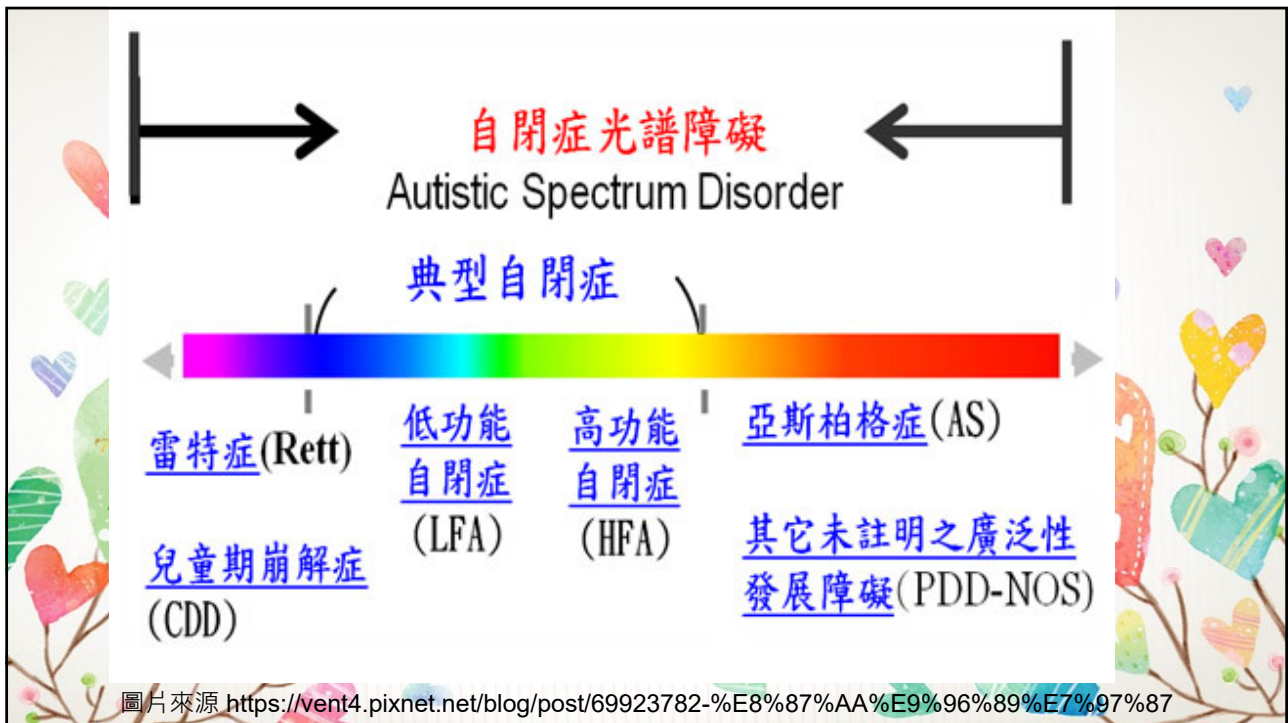 自閉症光譜障礙
Autistic Spectrum Disorder
典型自閉症
雷特症(Rett)
兒童期崩解症
(CDD)
低功能
自閉症
(LFA)
高功能
自閉症
(HFA)
亞斯柏格症(AS)
其它未註明之廣泛性
發展障礙(PDD-NOS)
圖片來源 https://vent4.pixnet.net/blog/post/69923782-%E8%87%AA%E9%96%89%E7%97%87